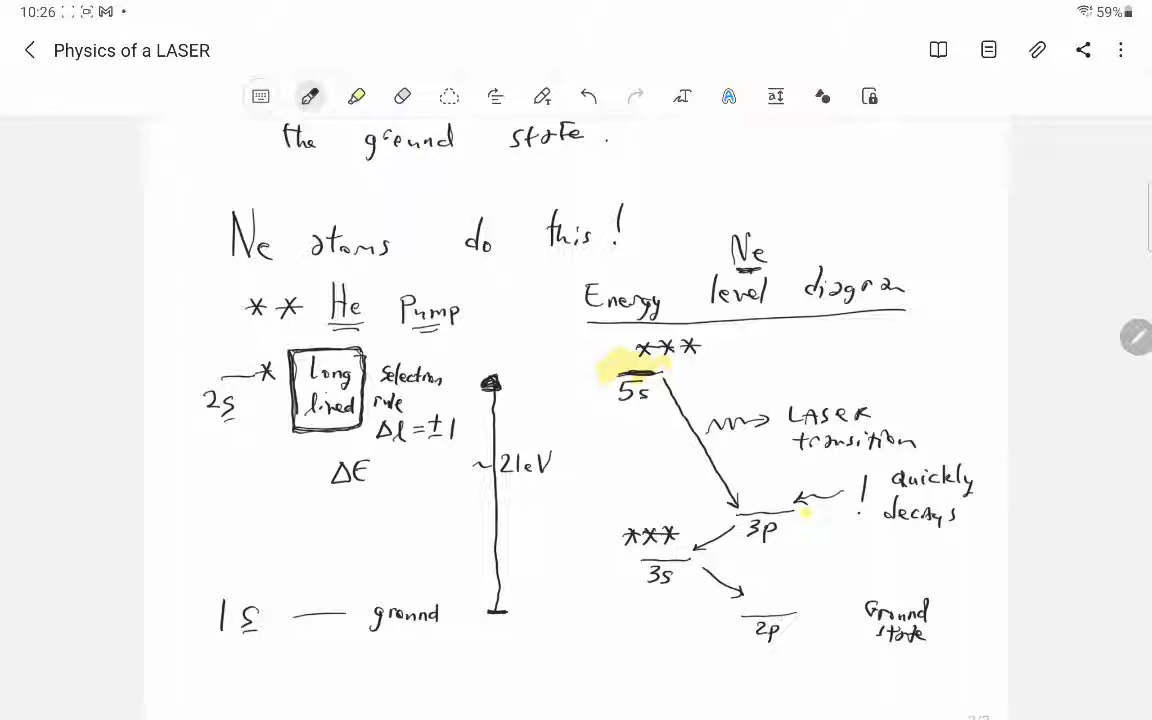 10:26
59%
Physics of a LASER
the ground state.
Ne atoms do this!
** He Pump
2s
*
Long
lived
selection
rule
Δl = ±1
ΔE
~21eV
1s
ground
Ne
Energy level diagram
***
5s
LASER
transition
! quickly
decays
3p
***
3s
2p
Ground
state